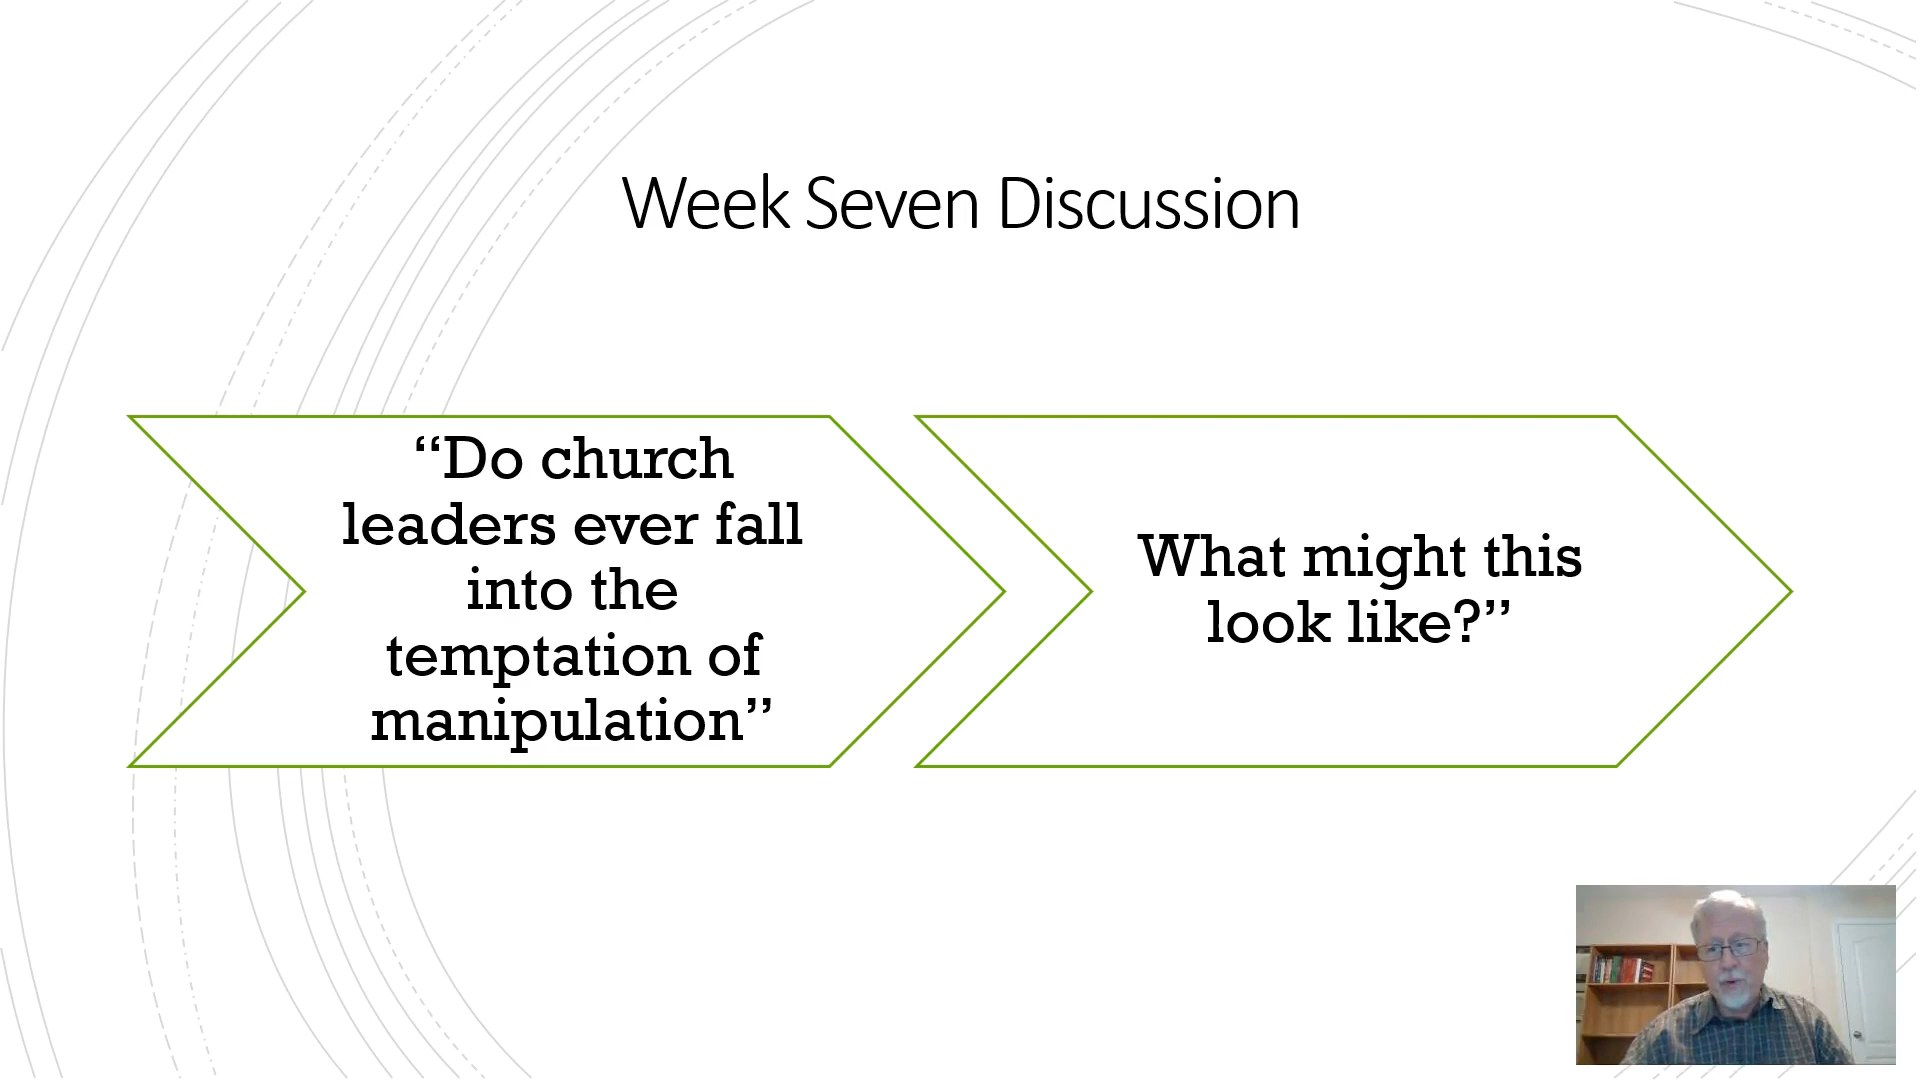 Week Seven Discussion
“Do church
leaders ever fall
into the
temptation of
manipulation”
What might this
look like?”